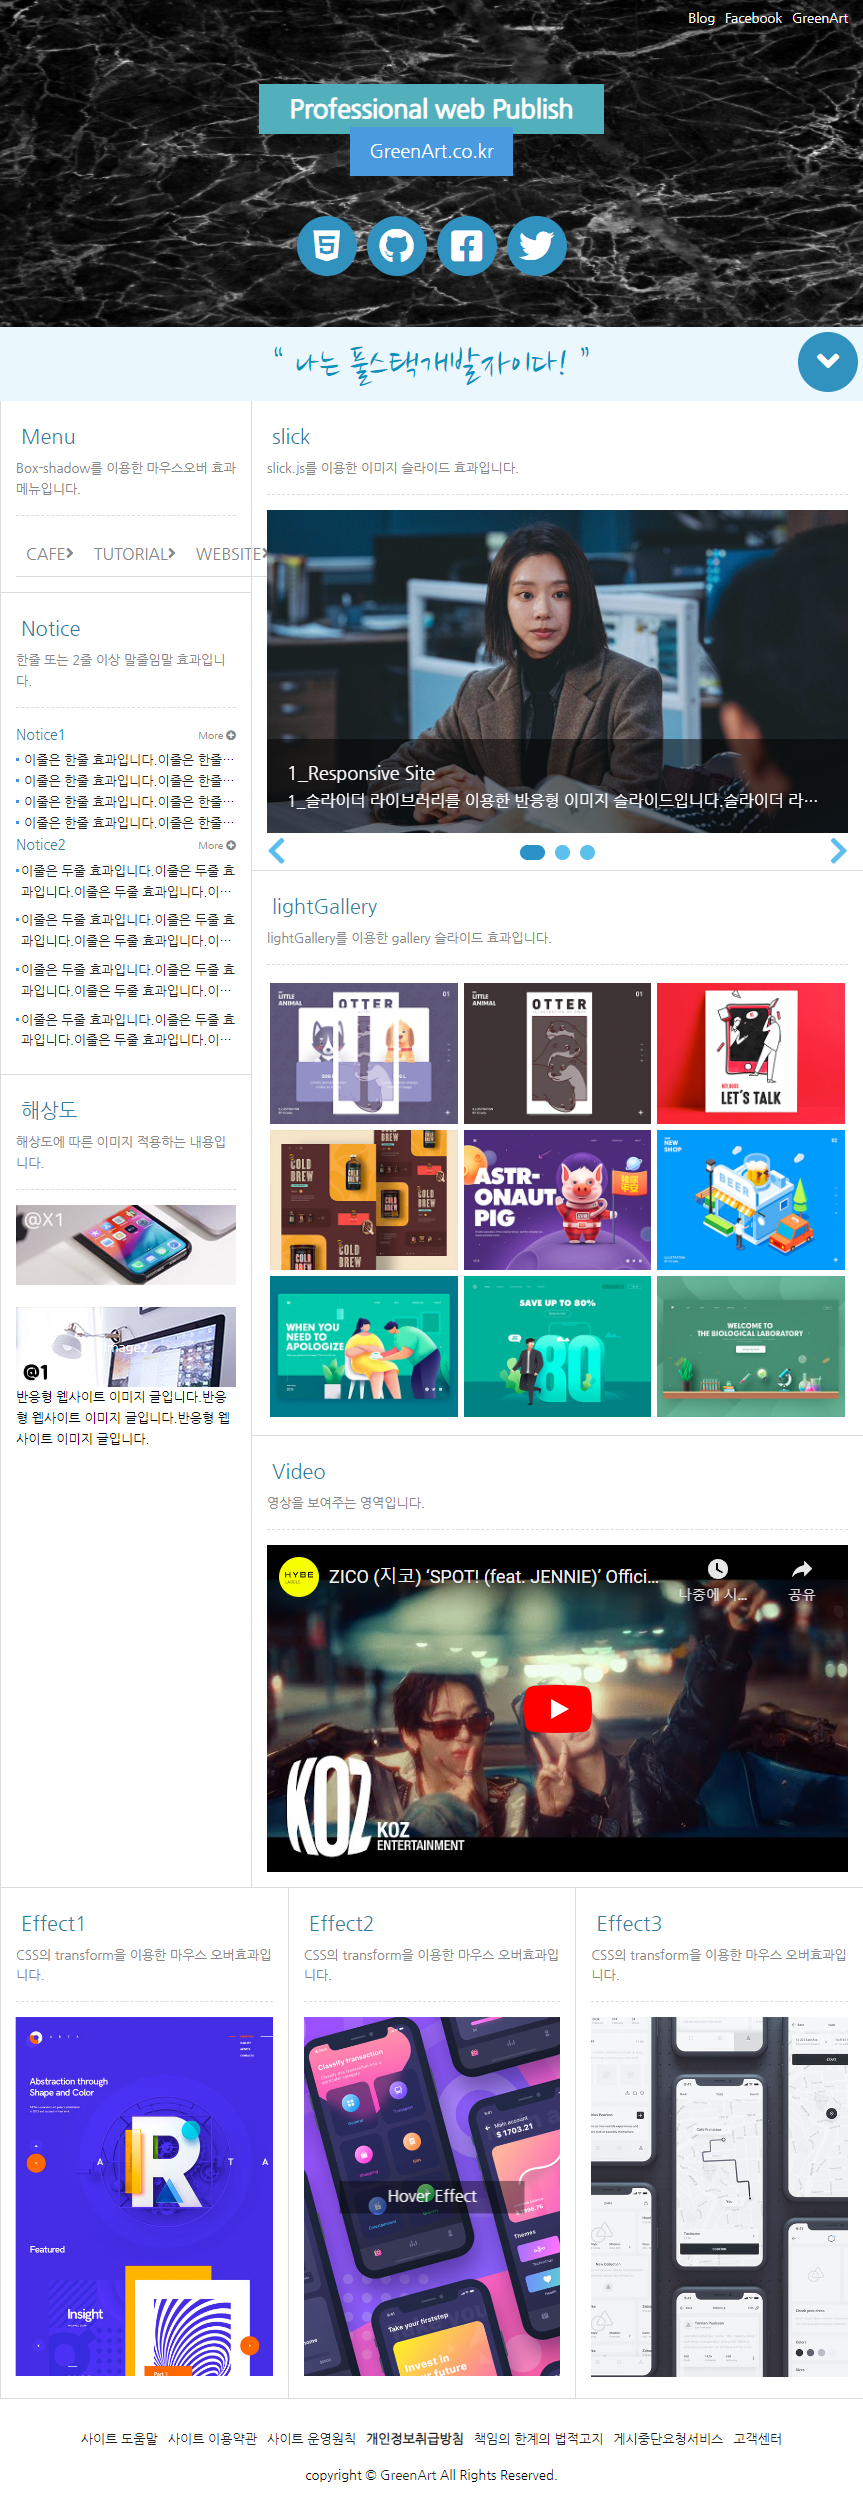 Blog Facebook GreenArt
Professional web Publish
GreenArt.co.kr
“ 나는 풀스택개발자이다! ”
Menu
Box-shadow를 이용한 마우스오버 효과
메뉴입니다.
CAFE TUTORIAL WEBSITE
Notice
한줄 또는 2줄 이상 말줄임말 효과입니
다.
Notice1 More
이줄은 한줄 효과입니다.이줄은 한줄…
이줄은 한줄 효과입니다.이줄은 한줄…
이줄은 한줄 효과입니다.이줄은 한줄…
이줄은 한줄 효과입니다.이줄은 한줄…
Notice2 More
이줄은 두줄 효과입니다.이줄은 두줄 효
과입니다.이줄은 두줄 효과입니다.이…
이줄은 두줄 효과입니다.이줄은 두줄 효
과입니다.이줄은 두줄 효과입니다.이…
이줄은 두줄 효과입니다.이줄은 두줄 효
과입니다.이줄은 두줄 효과입니다.이…
이줄은 두줄 효과입니다.이줄은 두줄 효
과입니다.이줄은 두줄 효과입니다.이…
해상도
해상도에 따른 이미지 적용하는 내용입
니다.
@X1
image2
@1
반응형 웹사이트 이미지 글입니다.반응
형 웹사이트 이미지 글입니다.반응형 웹
사이트 이미지 글입니다.
slick
slick.js를 이용한 이미지 슬라이드 효과입니다.
1_Responsive Site
1_슬라이더 라이브러리를 이용한 반응형 이미지 슬라이드입니다.슬라이더 라…
lightGallery
lightGallery를 이용한 gallery 슬라이드 효과입니다.
LITTLE
ANIMAL
OTTER
01
LITTLE
ANIMAL
OTTER
01
HEY, BOSS
LET'S TALK
COLD
BREW
COLD
BREW
COLD
BREW
COLD
BREW
ASTR-
ONAUT
PIG
NEW
SHOP
BEER
WHEN YOU
NEED TO
APOLOGIZE
SAVE UP TO 80%
80
WELCOME TO
THE BIOLOGICAL LABORATORY
Video
영상을 보여주는 영역입니다.
HYBE
LABELS
ZICO (지코) ‘SPOT! (feat. JENNIE)’ Offici...
나중에 시...
공유
KOZ
KOZ
ENTERTAINMENT
Effect1
CSS의 transform을 이용한 마우스 오버효과입
니다.
Abstraction through
Shape and Color
R
A T A
Featured
Insight
Part 1
Effect2
CSS의 transform을 이용한 마우스 오버효과입
니다.
Classify transaction
Main account
$ 1703.21
Hover Effect
Themes
Take your firststep
Invest in
your future
Effect3
CSS의 transform을 이용한 마우스 오버효과입
니다.
사이트 도움말 사이트 이용약관 사이트 운영원칙 개인정보취급방침 책임의 한계의 법적고지 게시중단요청서비스 고객센터
copyright © GreenArt All Rights Reserved.